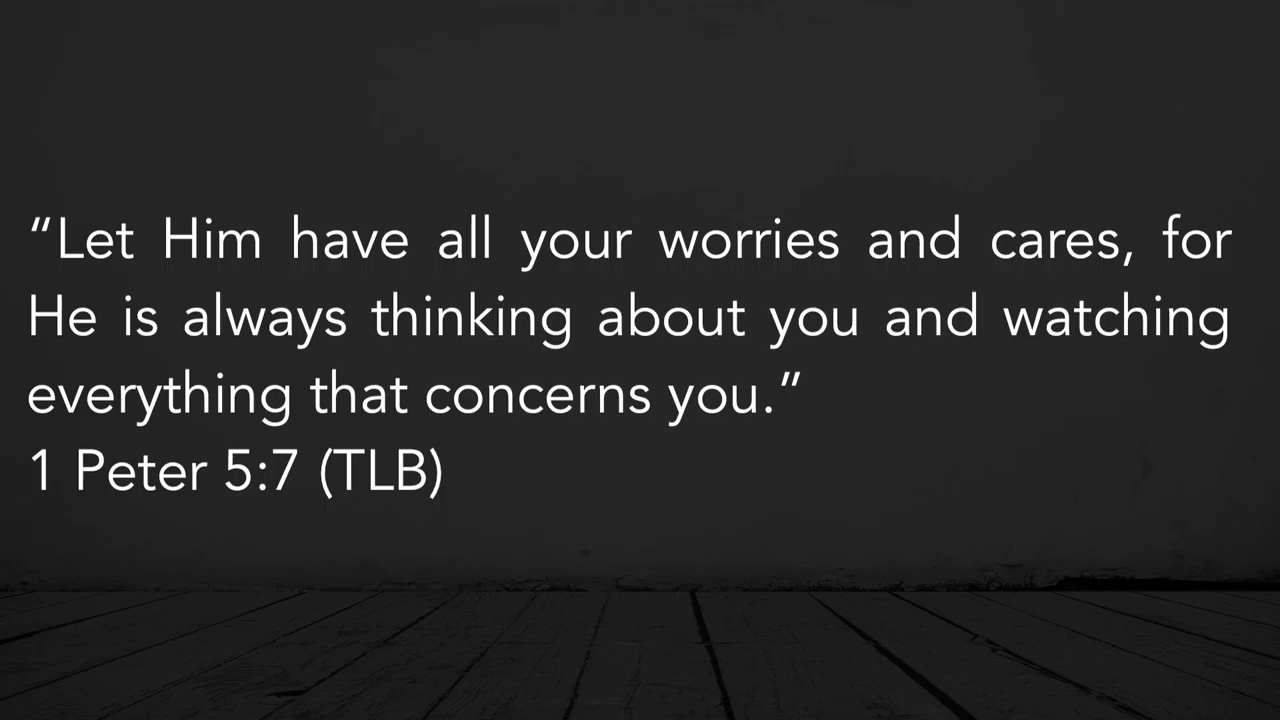 “Let Him have all your worries and cares, for
He is always thinking about you and watching
everything that concerns you.”
1 Peter 5:7 (TLB)